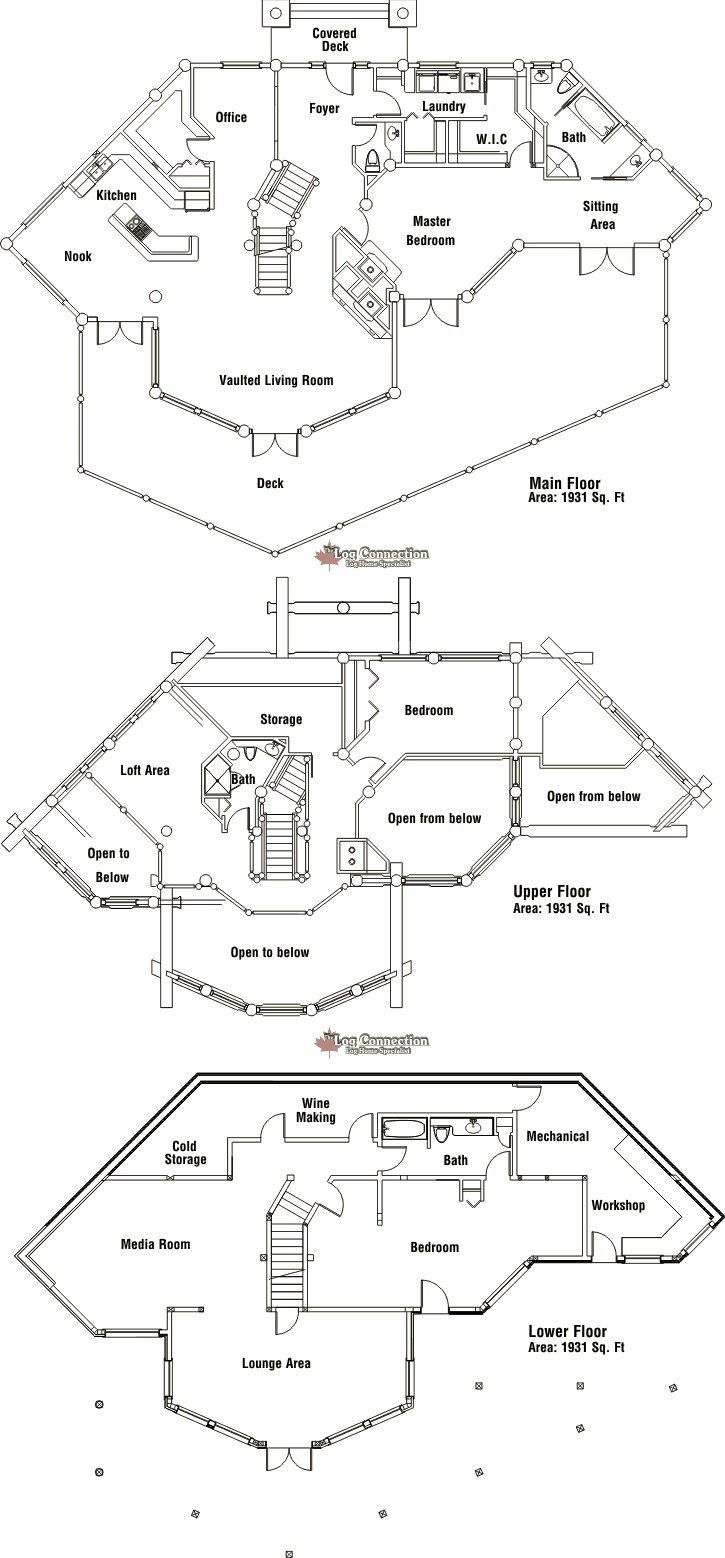 Covered
Deck
Office
Foyer
Laundry
W.I.C
Bath
Kitchen
Sitting
Area
Master
Bedroom
Nook
Vaulted Living Room
Deck
Main Floor
Area: 1931 Sq. Ft
Log Connection
Log Home Specialist
Bedroom
Storage
Loft Area
Bath
Open from below
Open from below
Open to
Below
Upper Floor
Area: 1931 Sq. Ft
Open to below
Log Connection
Log Home Specialist
Wine
Making
Cold
Storage
Mechanical
Bath
Workshop
Media Room
Bedroom
Lower Floor
Area: 1931 Sq. Ft
Lounge Area